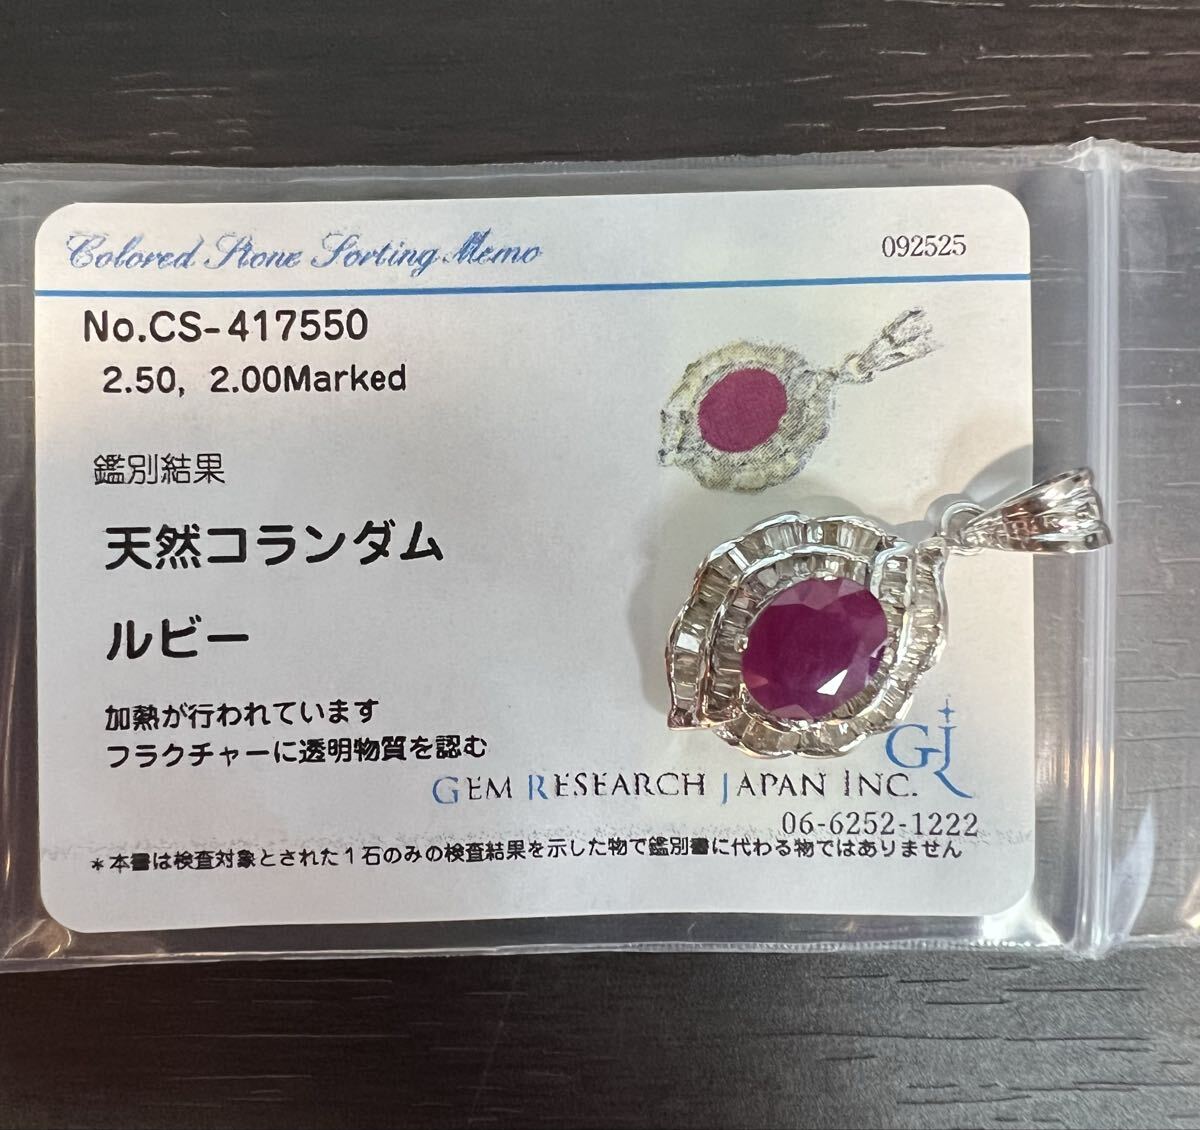 Colored Stone Sorting Memo 092525
No.CS-417550
2.50, 2.00Marked
鑑別結果
天然コランダム
ルビー
加熱が行われています
フラクチャーに透明物質を認む
GJ
GEM RESEARCH JAPAN INC.
06-6252-1222
*本書は検査対象とされた1石のみの検査結果を示した物で鑑別書に代わる物ではありません